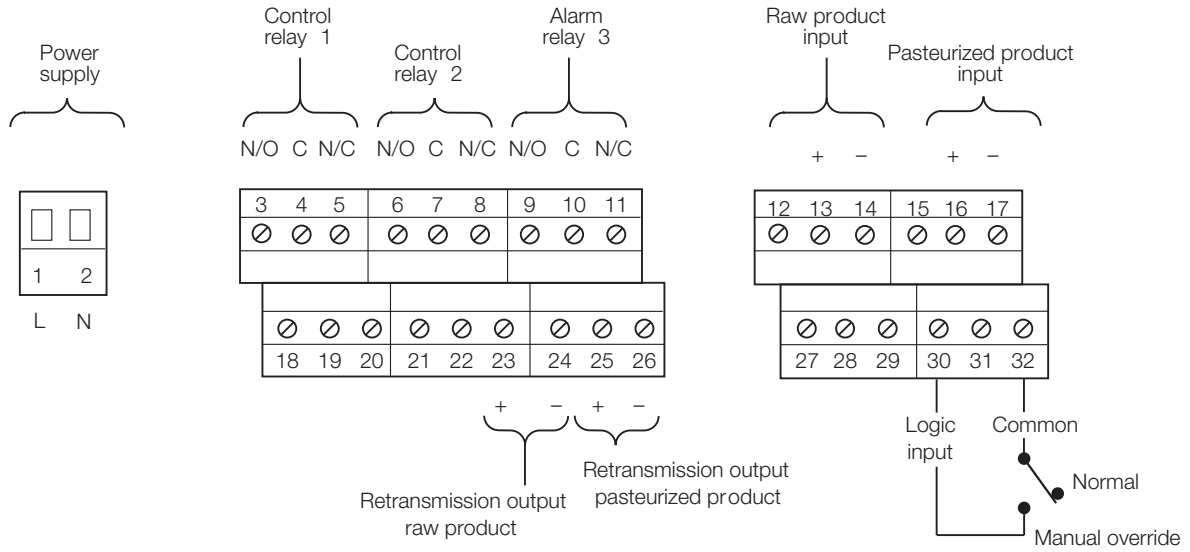 Power
supply
Control
relay 1
Control
relay 2
Alarm
relay 3
Raw product
input
Pasteurized product
input
N/O C N/C N/O C N/C N/O C N/C
+ −
+ −
3 4 5 6 7 8 9 10 11
12 13 14 15 16 17
1 2
L N
18 19 20 21 22 23 24 25 26
27 28 29 30 31 32
+ − + −
Retransmission output
raw product
Retransmission output
pasteurized product
Logic
input
Common
Normal
Manual override